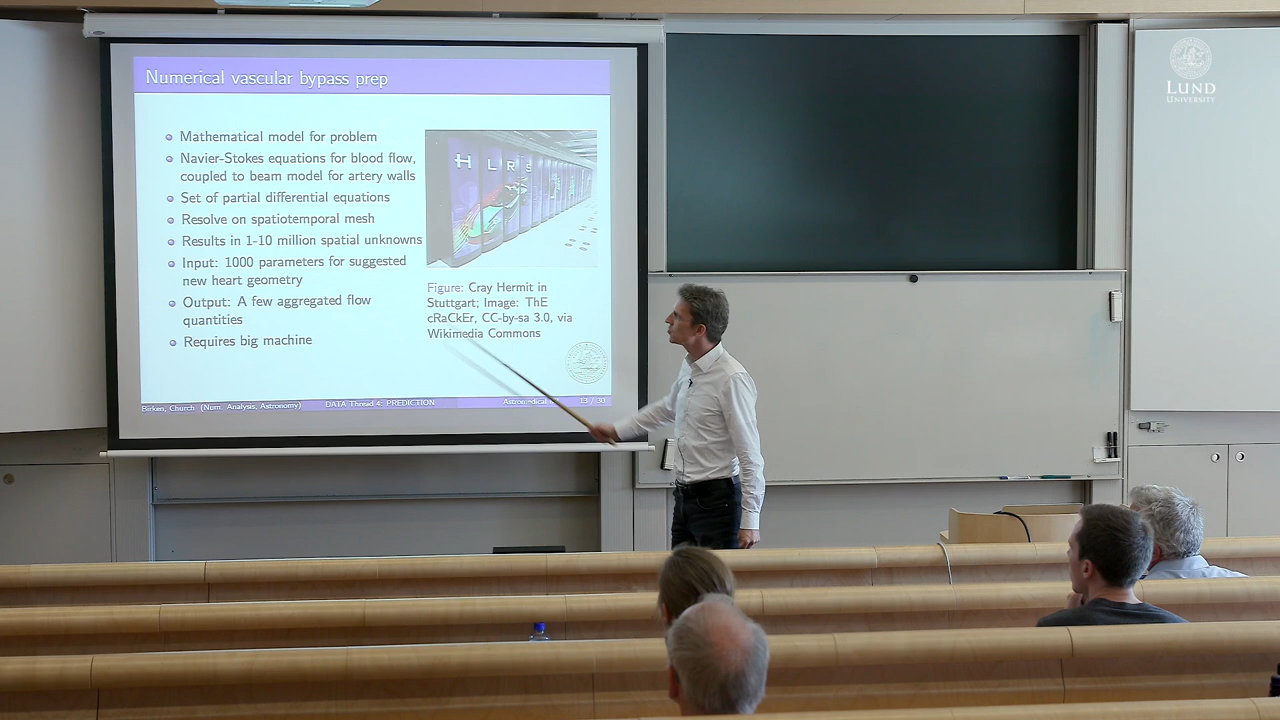 Numerical vascular bypass prep
Mathematical model for problem
Navier-Stokes equations for blood flow,
coupled to beam model for artery walls
Set of partial differential equations
Resolve on spatiotemporal mesh
Results in 1-10 million spatial unknowns
Input: 1000 parameters for suggested
new heart geometry
Output: A few aggregated flow
quantities
Requires big machine
H L R S
Figure: Cray Hermit in
Stuttgart; Image: ThE
cRaCkEr, CC-by-sa 3.0, via
Wikimedia Commons
Birken, Church (Num. Analysis, Astronomy)
DATA Thread 4: PREDICTION
13 / 30
LUND
UNIVERSITY